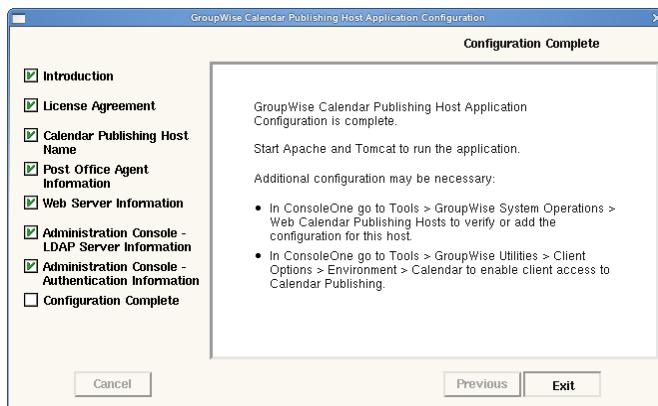 GroupWise Calendar Publishing Host Application Configuration
Configuration Complete
Introduction
License Agreement
Calendar Publishing Host
Name
Post Office Agent
Information
Web Server Information
Administration Console -
LDAP Server Information
Administration Console -
Authentication Information
Configuration Complete
GroupWise Calendar Publishing Host Application
Configuration is complete.
Start Apache and Tomcat to run the application.
Additional configuration may be necessary:
In ConsoleOne go to Tools > GroupWise System Operations >
Web Calendar Publishing Hosts to verify or add the
configuration for this host.
In ConsoleOne go to Tools > GroupWise Utilities > Client
Options > Environment > Calendar to enable client access to
Calendar Publishing.
Cancel
Previous
Exit